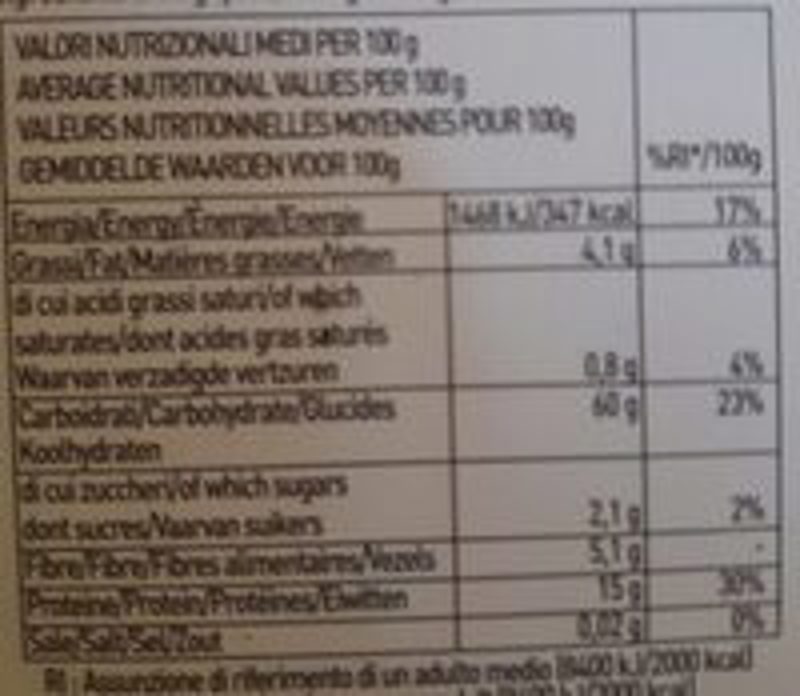 VALORI NUTRIZIONALI MEDI PER 100 g
AVERAGE NUTRITIONAL VALUES PER 100 g
VALEURS NUTRITIONNELLES MOYENNES POUR 100g
GEMIDDELDE WAARDEN VOOR 100g %RI*/100g
Energia/Energy/Énergie/Energie 1468 kJ/347 kcal 17%
Grassi/Fat/Matières grasses/Vetten 4,1 g 6%
di cui acidi grassi saturi/of which
saturates/dont acides gras saturés
Waarvan verzadigde vertzuren 0,8 g 4%
Carboidrati/Carbohydrate/Glucides 60 g 23%
Koolhydraten
di cui zuccheri/of which sugars
dont sucres/Vaarvan suikers 2,1 g 2%
Fibre/Fibre/Fibres alimentaires/Vezels 5,1 g -
Proteine/Protein/Protéines/Eiwitten 15 g 30%
Sale/Salt/Sel/Zout 0,02 g 0%
RI : Assunzione di riferimento di un adulto medio (8400 kJ/2000 kcal)